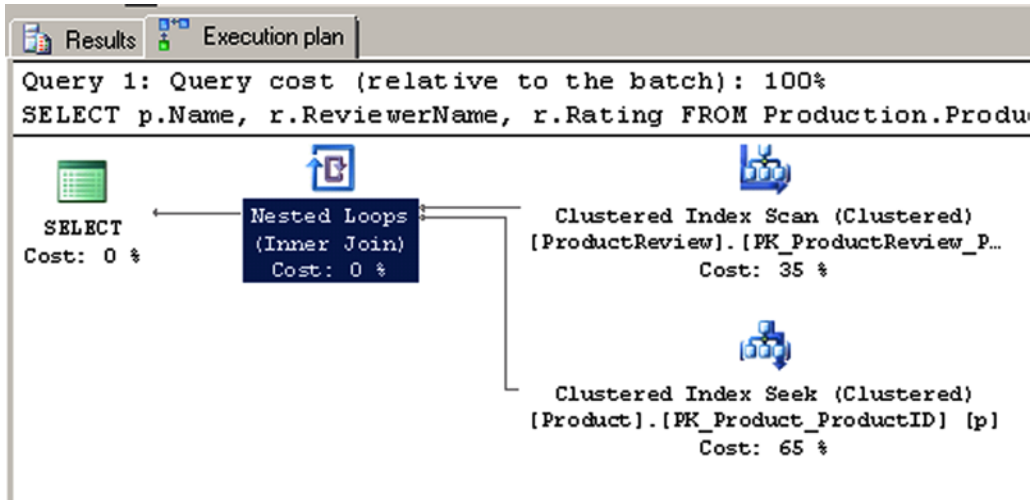 Results Execution plan
Query 1: Query cost (relative to the batch): 100%
SELECT p.Name, r.ReviewerName, r.Rating FROM Production.Produ
SELECT
Cost: 0 %
Nested Loops
(Inner Join)
Cost: 0 %
Clustered Index Scan (Clustered)
[ProductReview].[PK_ProductReview_P…
Cost: 35 %
Clustered Index Seek (Clustered)
[Product].[PK_Product_ProductID] [p]
Cost: 65 %